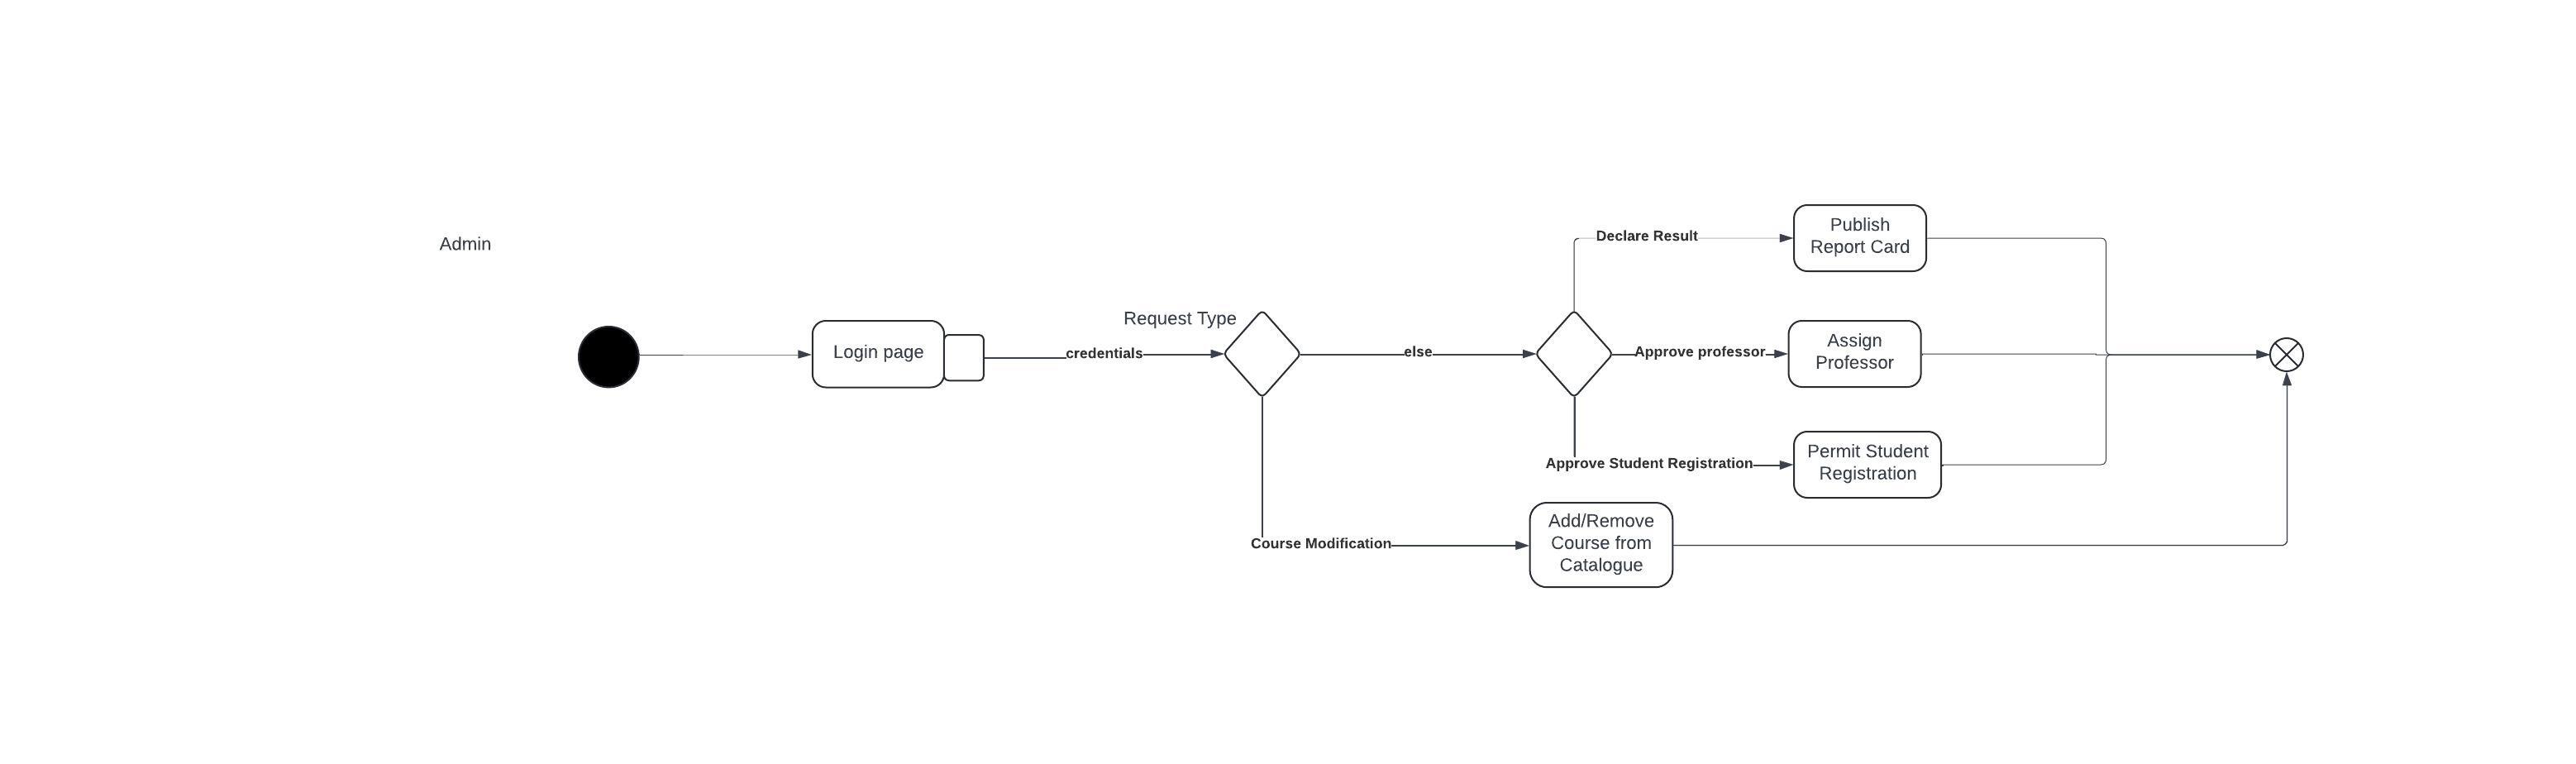 Admin
Login page
credentials
Request Type
else
Course Modification
Declare Result
Approve professor
Approve Student Registration
Publish
Report Card
Assign
Professor
Permit Student
Registration
Add/Remove
Course from
Catalogue